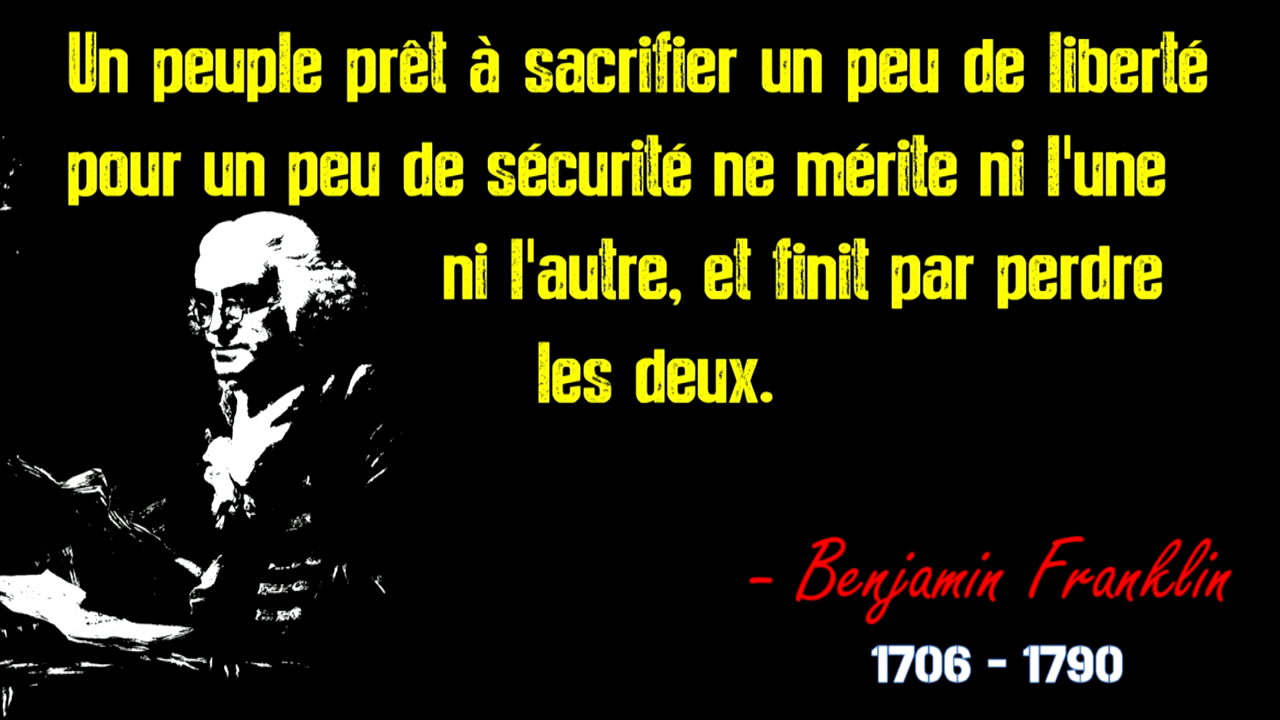 Un peuple prêt à sacrifier un peu de liberté
pour un peu de sécurité ne mérite ni l'une
ni l'autre, et finit par perdre
les deux.
- Benjamin Franklin
1706 - 1790